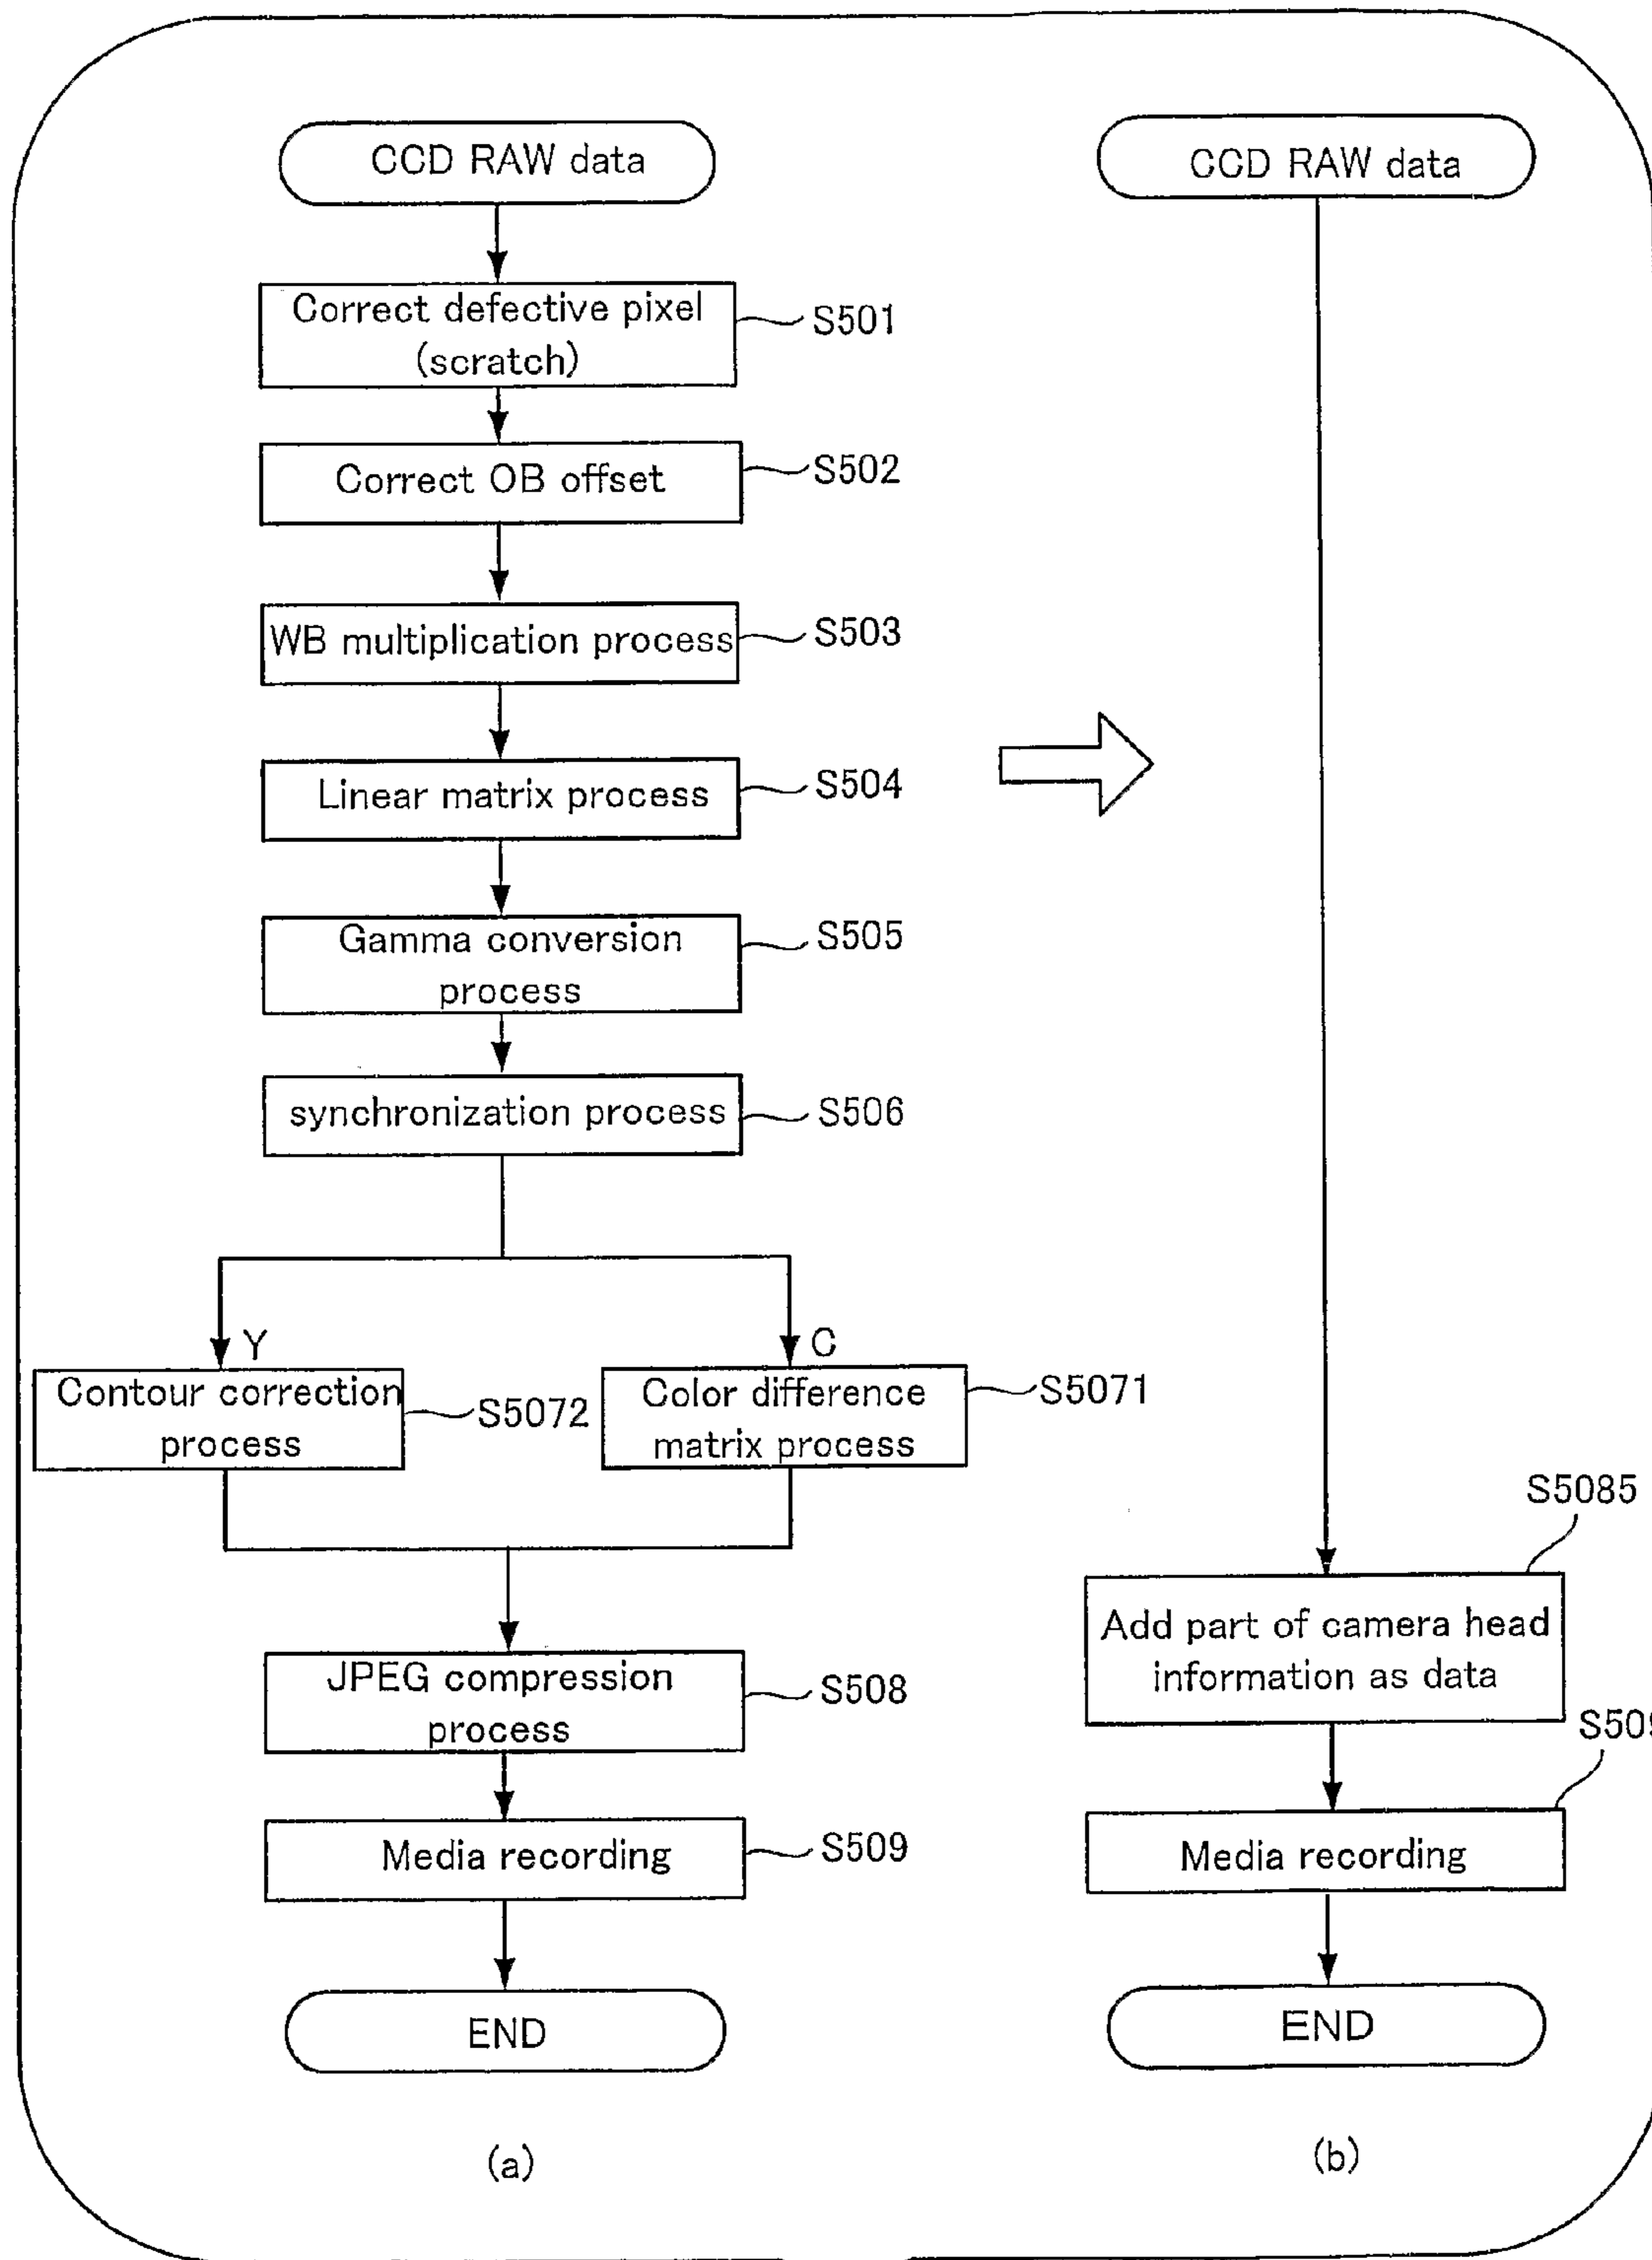 CCD RAW data
Correct defective pixel
(scratch)
S501
Correct OB offset
S502
WB multiplication process
S503
Linear matrix process
S504
Gamma conversion
process
S505
synchronization process
S506
Y
C
Contour correction
process
S5072
Color difference
matrix process
S5071
JPEG compression
process
S508
Media recording
S509
END
(a)
CCD RAW data
S5085
Add part of camera head
information as data
S509
Media recording
END
(b)